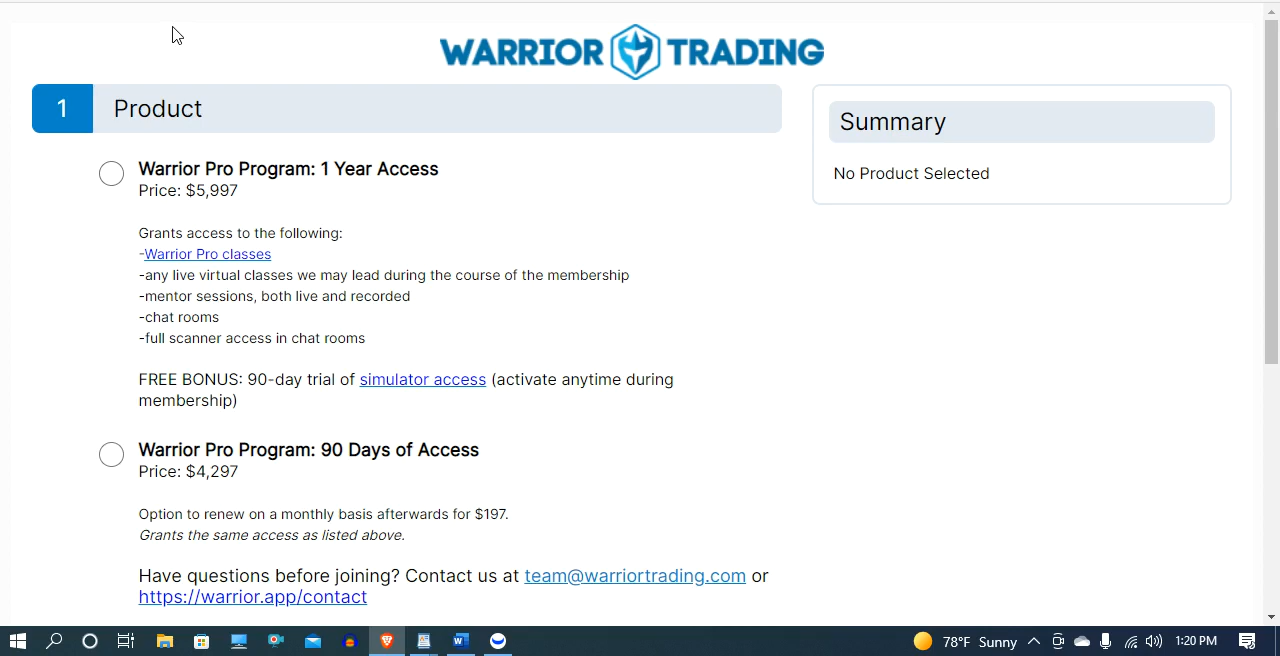 WARRIOR TRADING
1 Product
Summary
No Product Selected
Warrior Pro Program: 1 Year Access
Price: $5,997
Grants access to the following:
-Warrior Pro classes
-any live virtual classes we may lead during the course of the membership
-mentor sessions, both live and recorded
-chat rooms
-full scanner access in chat rooms
FREE BONUS: 90-day trial of simulator access (activate anytime during
membership)
Warrior Pro Program: 90 Days of Access
Price: $4,297
Option to renew on a monthly basis afterwards for $197.
Grants the same access as listed above.
Have questions before joining? Contact us at team@warriortrading.com or
https://warrior.app/contact
78°F Sunny 1:20 PM